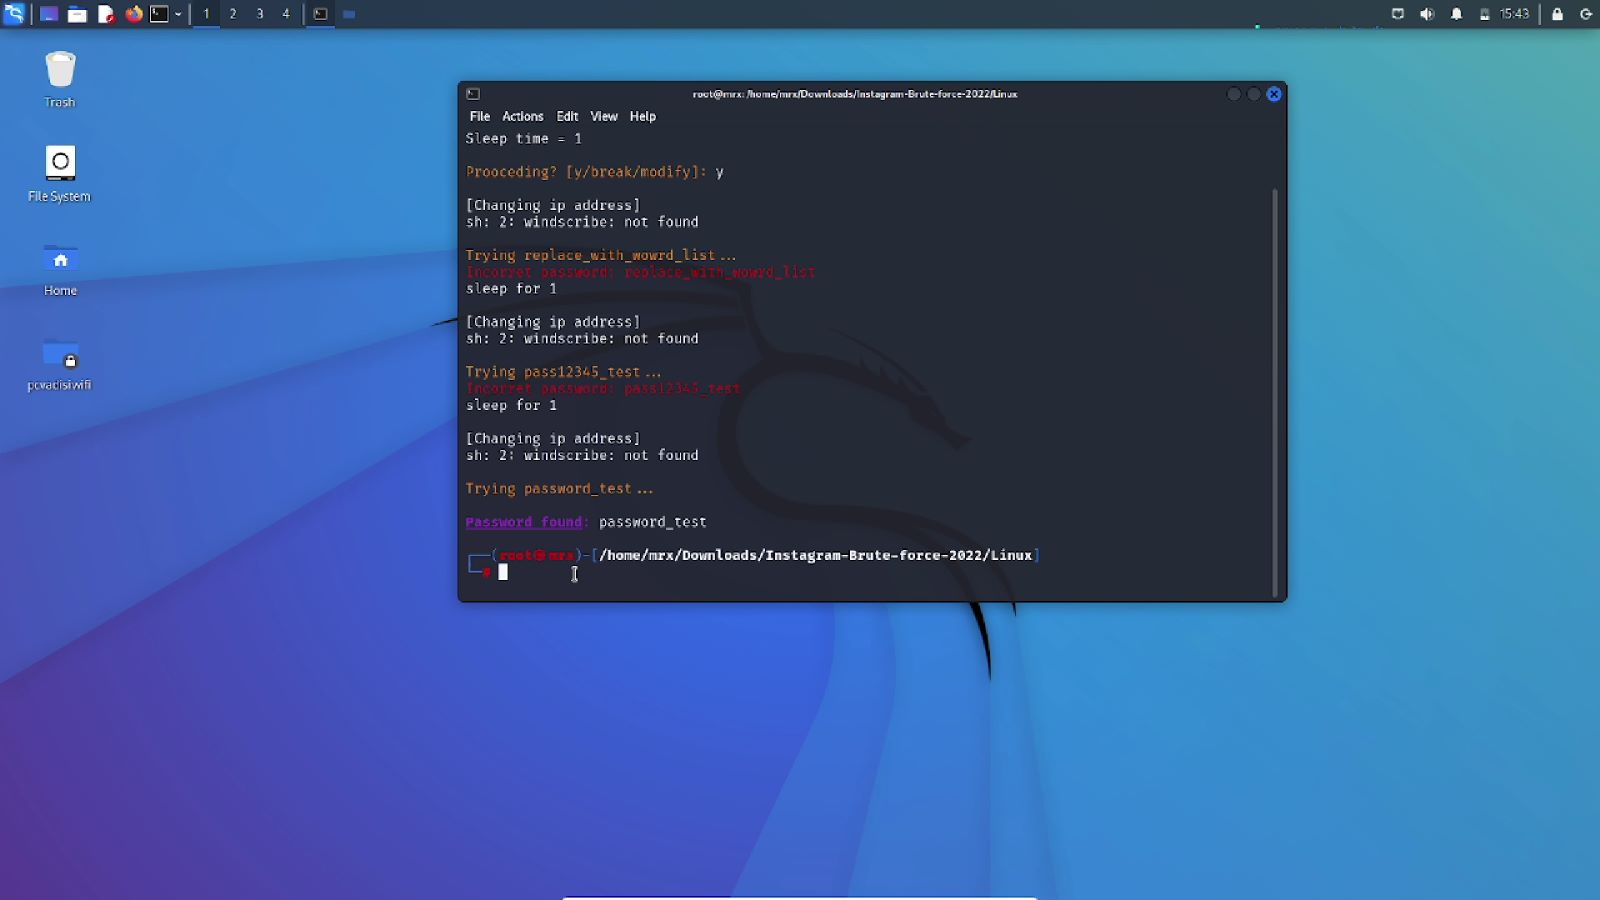 1 2 3 4
15:43
Trash
File System
Home
pcvadisiwifi
root@mrx: /home/mrx/Downloads/Instagram-Brute-force-2022/Linux
File Actions Edit View Help
Sleep time = 1
Prooceding? [y/break/modify]: y
[Changing ip address]
sh: 2: windscribe: not found
Trying replace_with_wowrd_list...
Incorret password: replace_with_wowrd_list
sleep for 1
[Changing ip address]
sh: 2: windscribe: not found
Trying pass12345_test...
Incorret password: pass12345_test
sleep for 1
[Changing ip address]
sh: 2: windscribe: not found
Trying password_test...
Password found: password_test
(root@mrx)-[/home/mrx/Downloads/Instagram-Brute-force-2022/Linux]
#